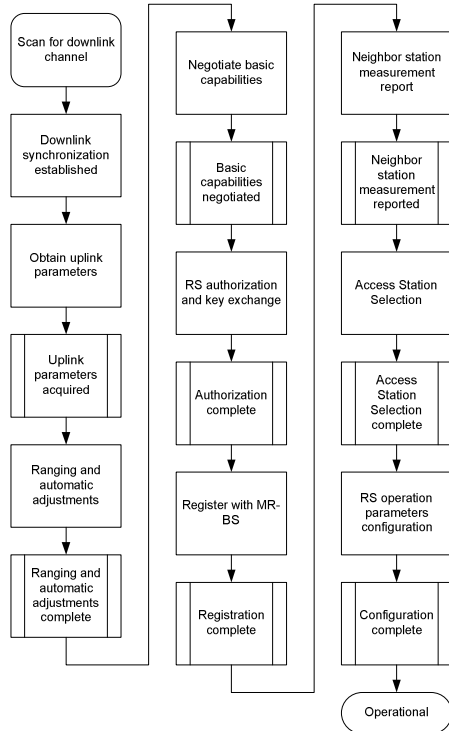 Scan for downlink
channel
Downlink
synchronization
established
Obtain uplink
parameters
Uplink
parameters
acquired
Ranging and
automatic
adjustments
Ranging and
automatic
adjustments
complete
Negotiate basic
capabilities
Basic
capabilities
negotiated
RS authorization
and key exchange
Authorization
complete
Register with MR-
BS
Registration
complete
Neighbor station
measurement
report
Neighbor
station
measurement
reported
Access Station
Selection
Access
Station
Selection
complete
RS operation
parameters
configuration
Configuration
complete
Operational